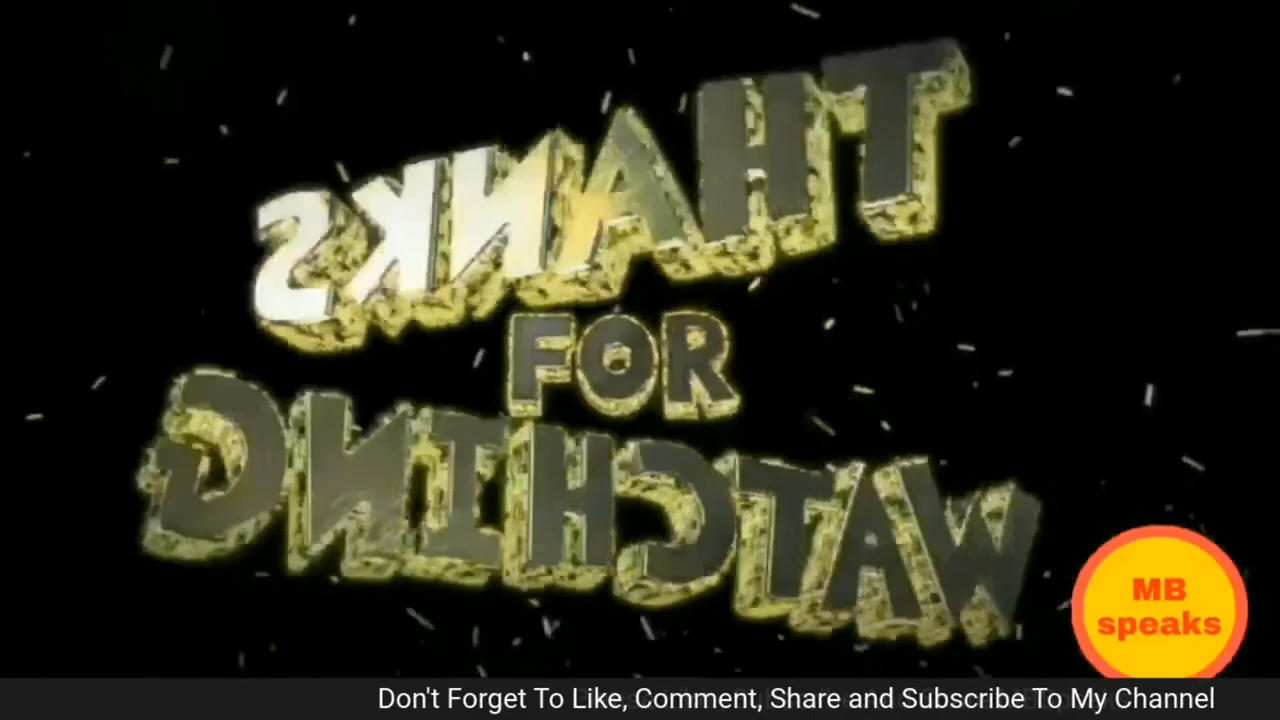 THANKS
FOR
WATCHING
MB
speaks
Don't Forget To Like, Comment, Share and Subscribe To My Channel